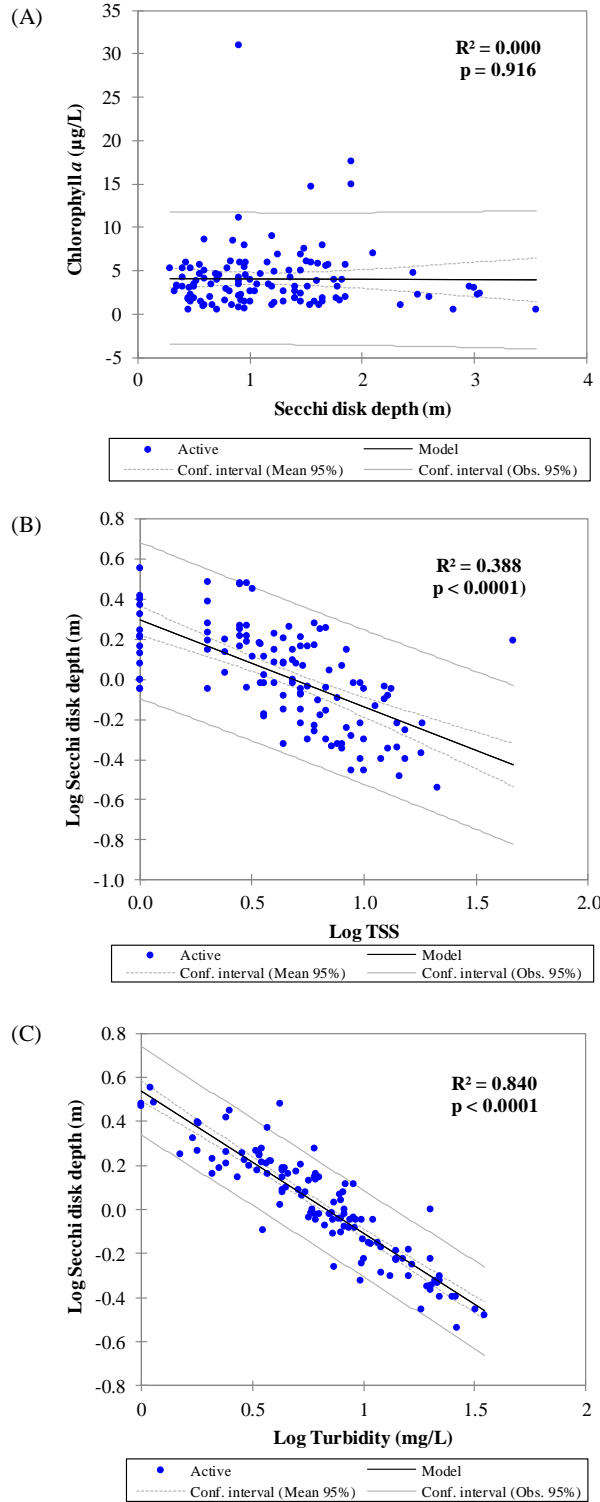 (A)
35
30
25
20
15
10
5
0
-5
Chlorophyll a (µg/L)
R² = 0.000
p = 0.916
0 1 2 3 4
Secchi disk depth (m)
Active Model
Conf. interval (Mean 95%) Conf. interval (Obs. 95%)
(B)
0.8
0.6
0.4
0.2
0.0
-0.2
-0.4
-0.6
-0.8
-1.0
Log Secchi disk depth (m)
R² = 0.388
p < 0.0001)
0.0 0.5 1.0 1.5 2.0
Log TSS
Active Model
Conf. interval (Mean 95%) Conf. interval (Obs. 95%)
(C)
0.8
0.6
0.4
0.2
0.0
-0.2
-0.4
-0.6
-0.8
Log Secchi disk depth (m)
R² = 0.840
p < 0.0001
0 0.5 1 1.5 2
Log Turbidity (mg/L)
Active Model
Conf. interval (Mean 95%) Conf. interval (Obs. 95%)